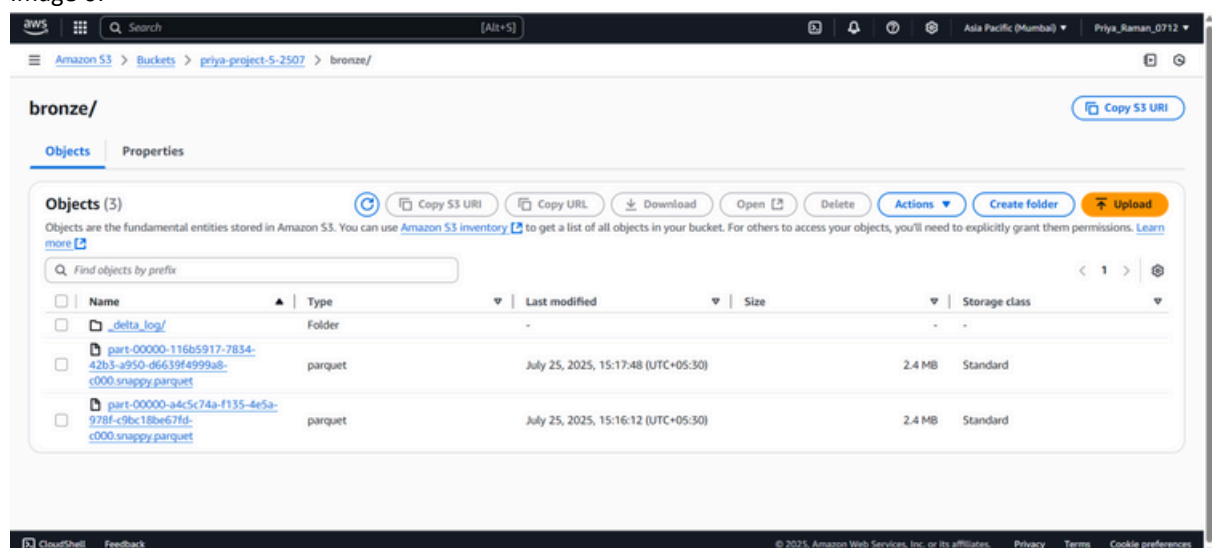 aws Search [Alt+S] Asia Pacific (Mumbai) ▼ Priya_Raman_0712 ▼
Amazon S3 > Buckets > priya-project-5-2507 > bronze/
bronze/ Copy S3 URI
Objects Properties
Objects (3) Copy S3 URI Copy URL Download Open Delete Actions ▼ Create folder Upload
Objects are the fundamental entities stored in Amazon S3. You can use Amazon S3 inventory to get a list of all objects in your bucket. For others to access your objects, you'll need to explicitly grant them permissions. Learn
more
Find objects by prefix < 1 >
Name Type Last modified Size Storage class
_delta_log/ Folder - - -
part-00000-116b5917-7834-
42b3-a950-d6639f4999a8- parquet July 25, 2025, 15:17:48 (UTC+05:30) 2.4 MB Standard
c000.snappy.parquet
part-00000-a4c5c74a-f135-4e5a-
978f-c9bc18be67fd- parquet July 25, 2025, 15:16:12 (UTC+05:30) 2.4 MB Standard
c000.snappy.parquet
CloudShell Feedback © 2025, Amazon Web Services, Inc. or its affiliates. Privacy Terms Cookie preferences